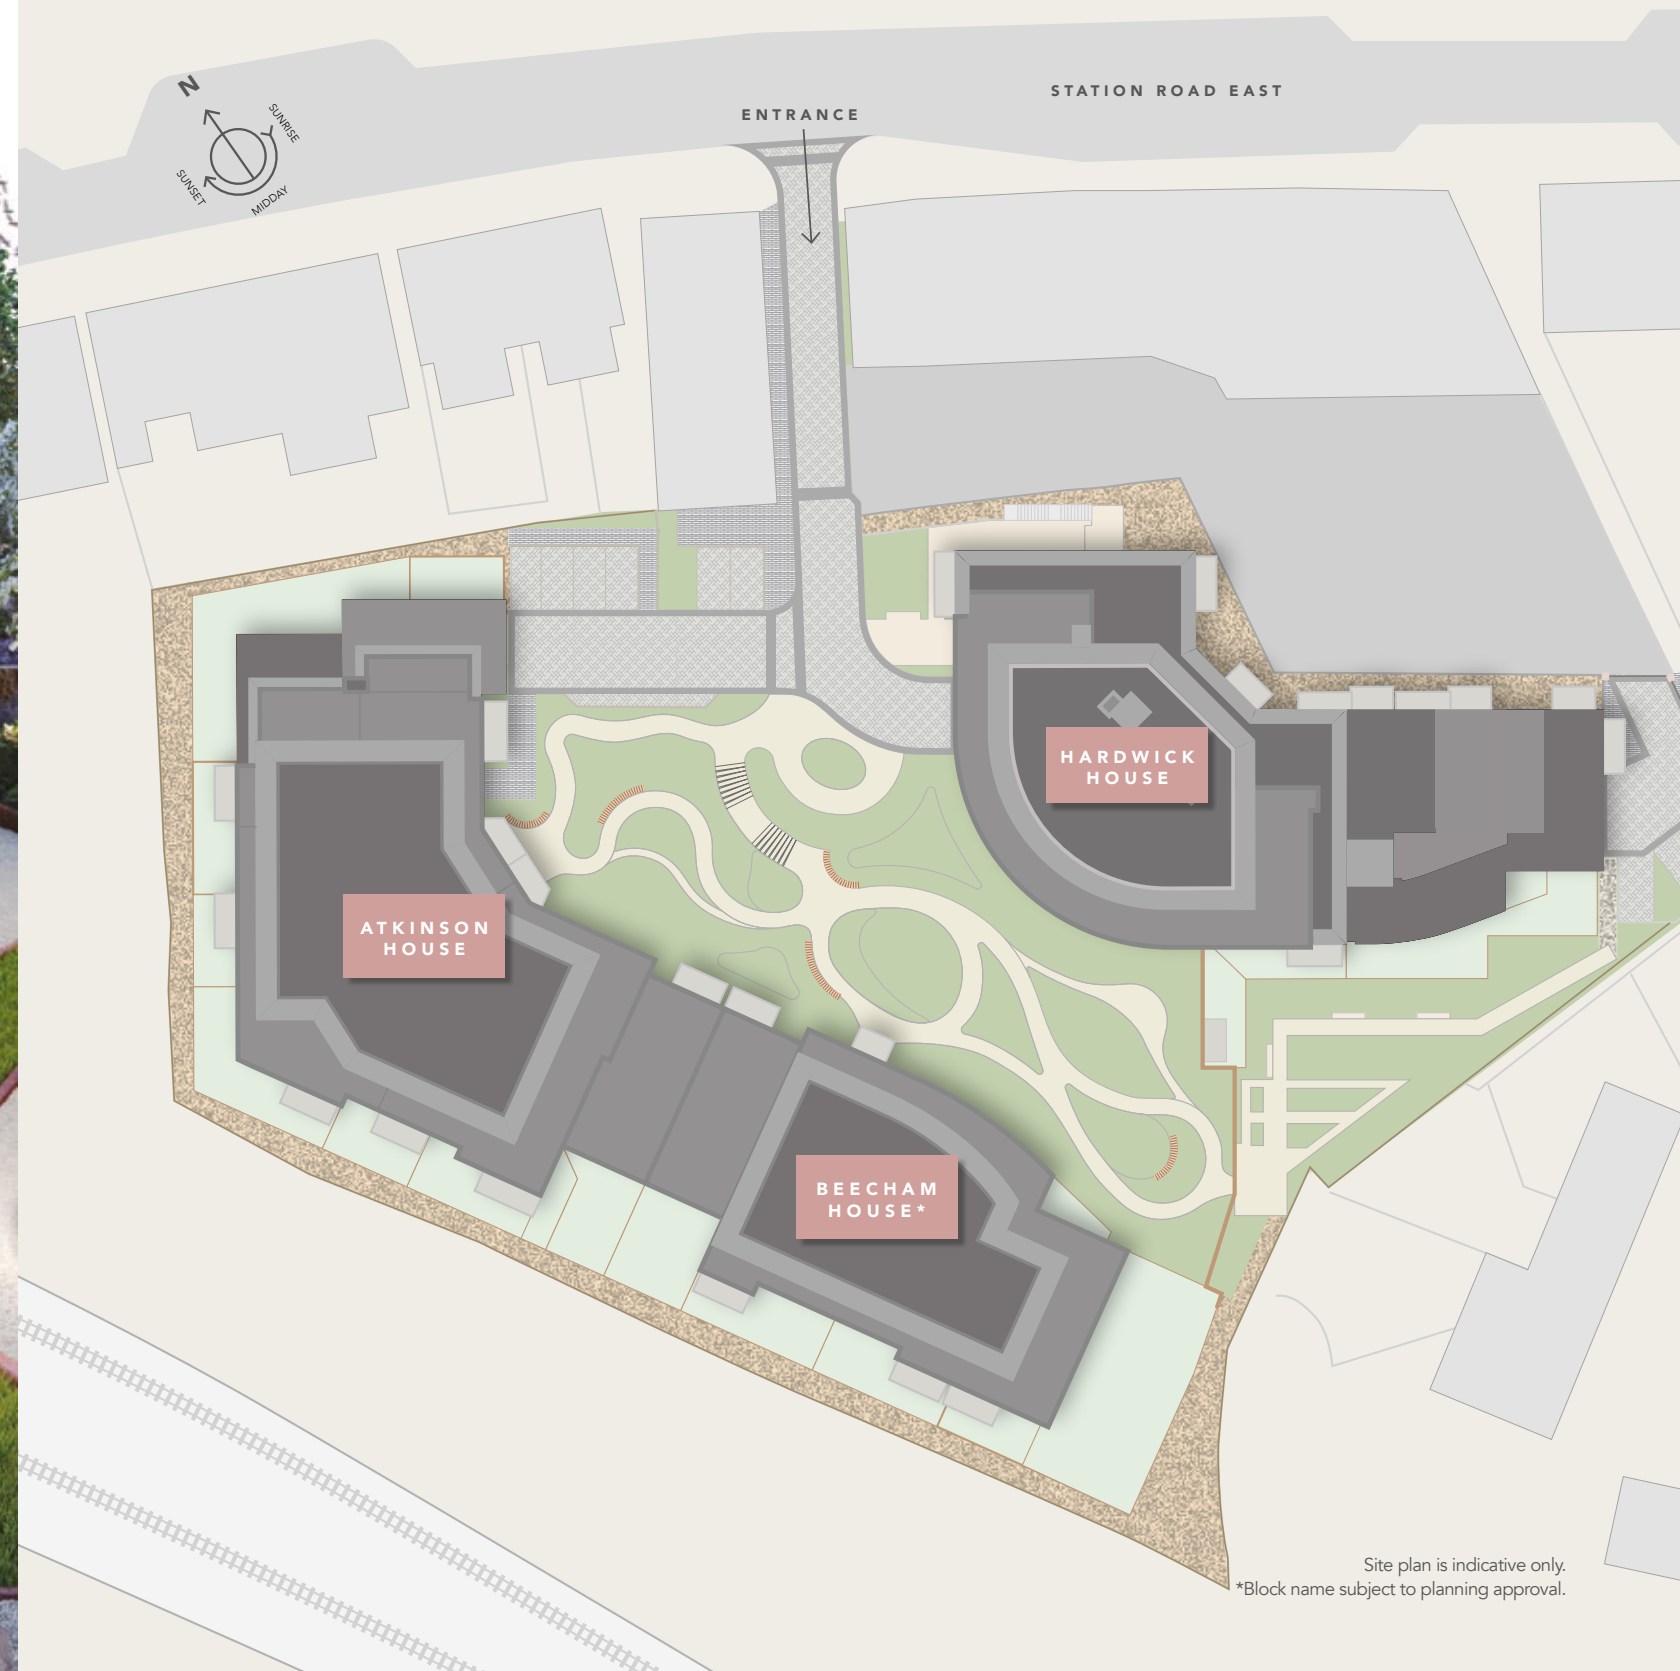 STATION ROAD EAST
ENTRANCE
N
SUNRISE
SUNSET
MIDDAY
HARDWICK
HOUSE
ATKINSON
HOUSE
BEECHAM
HOUSE*
Site plan is indicative only.
*Block name subject to planning approval.